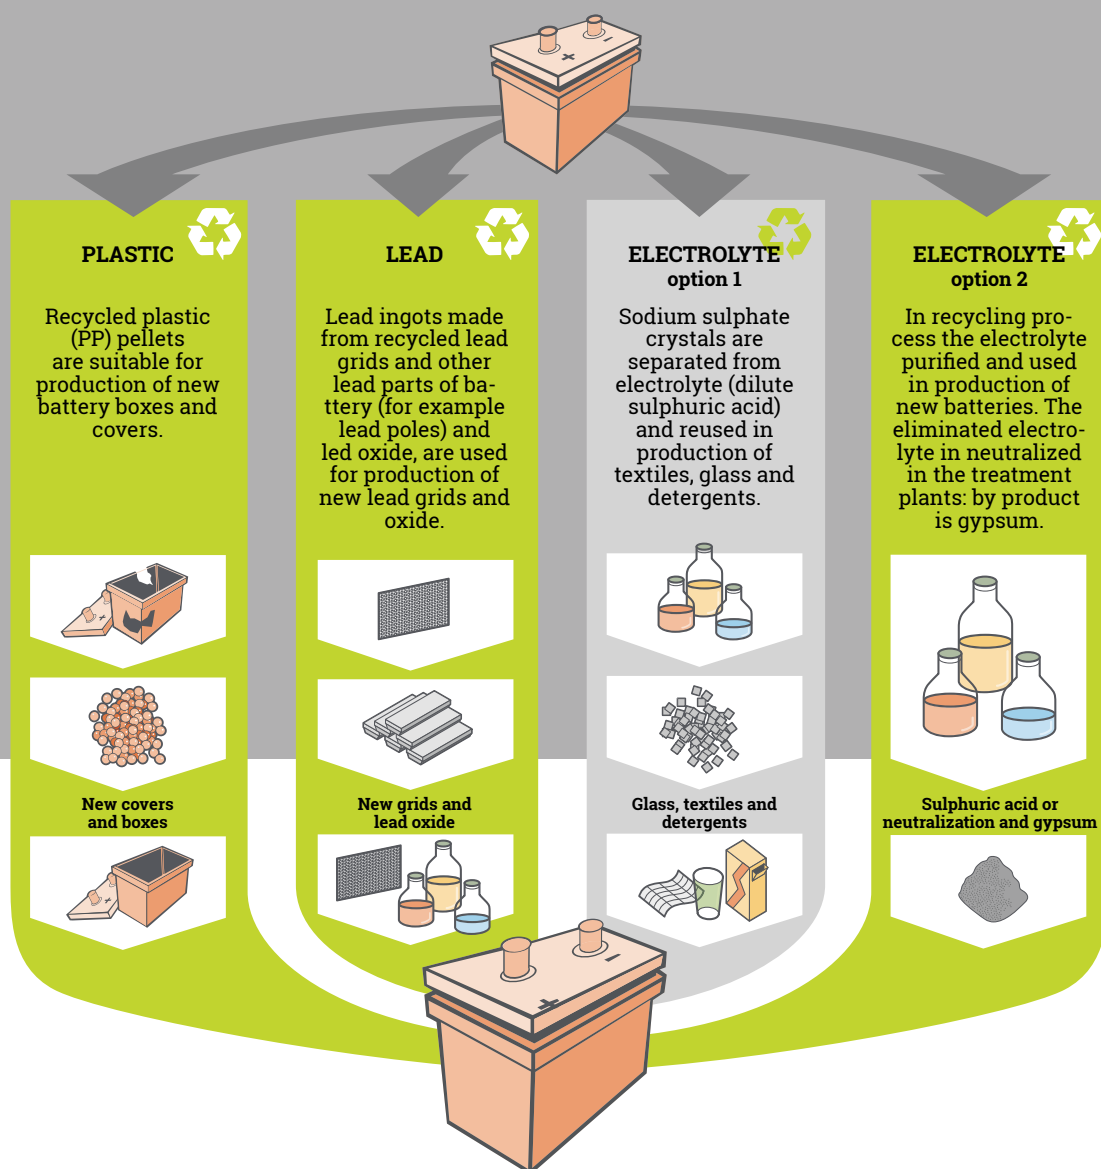 PLASTIC
Recycled plastic
(PP) pellets
are suitable for
production of new
battery boxes and
covers.
New covers
and boxes
LEAD
Lead ingots made
from recycled lead
grids and other
lead parts of ba-
ttery (for example
lead poles) and
led oxide, are used
for production of
new lead grids and
oxide.
New grids and
lead oxide
ELECTROLYTE
option 1
Sodium sulphate
crystals are
separated from
electrolyte (dilute
sulphuric acid)
and reused in
production of
textiles, glass and
detergents.
Glass, textiles and
detergents
ELECTROLYTE
option 2
In recycling pro-
cess the electrolyte
purified and used
in production of
new batteries. The
eliminated electro-
lyte in neutralized
in the treatment
plants: by product
is gypsum.
Sulphuric acid or
neutralization and gypsum